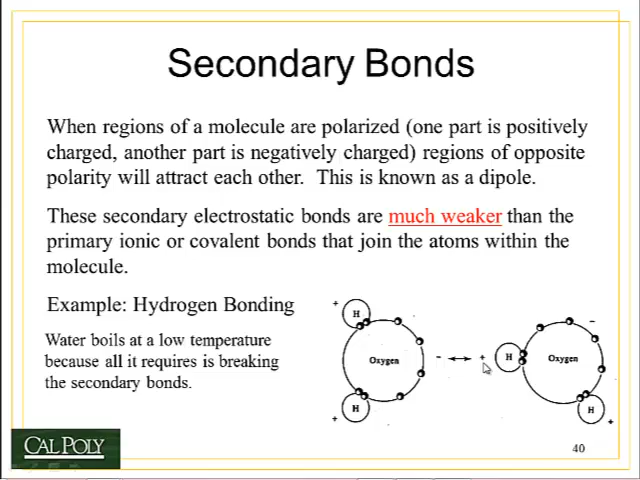 Secondary Bonds
When regions of a molecule are polarized (one part is positively
charged, another part is negatively charged) regions of opposite
polarity will attract each other. This is known as a dipole.
These secondary electrostatic bonds are much weaker than the
primary ionic or covalent bonds that join the atoms within the
molecule.
Example: Hydrogen Bonding
Water boils at a low temperature
because all it requires is breaking
the secondary bonds.
+ H
Oxygen
H
+
- ↔ +
H
Oxygen
-
H
+
CAL POLY
40